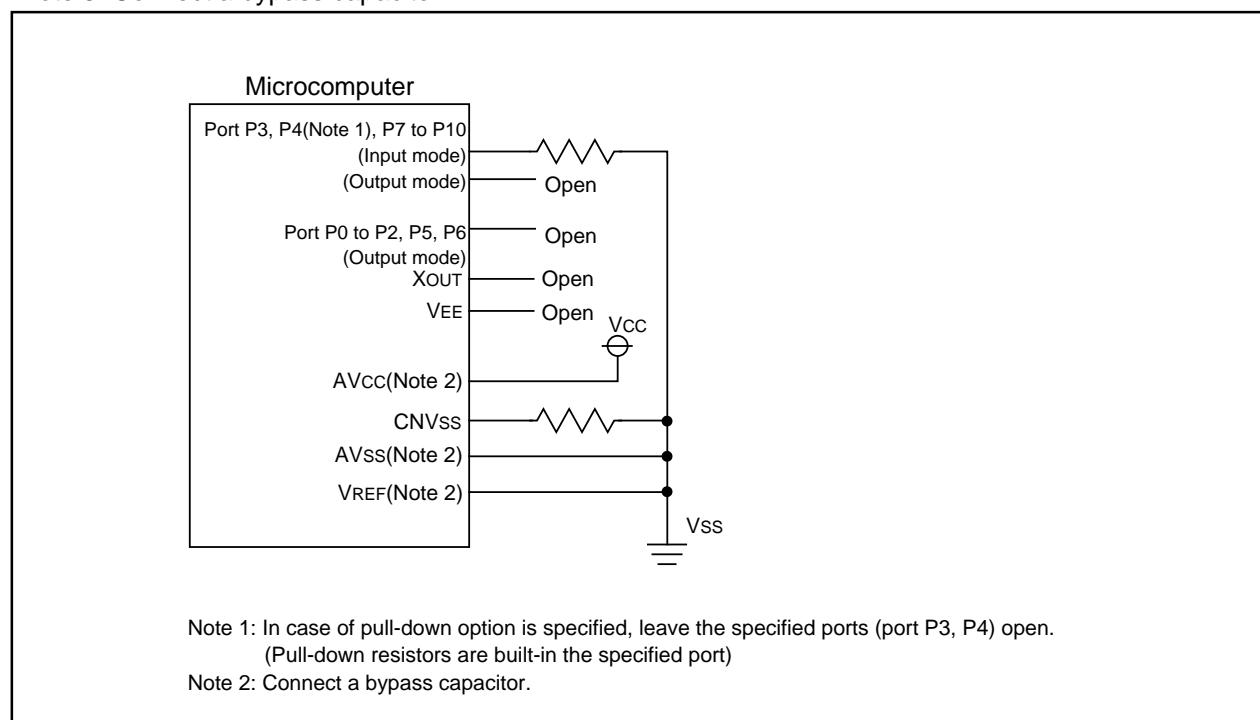 Microcomputer
Port P3, P4(Note 1), P7 to P10
(Input mode)
(Output mode)
Open
Port P0 to P2, P5, P6
Open
(Output mode)
XOUT
Open
VEE
Open
VCC
AVCC(Note 2)
CNVSS
AVSS(Note 2)
VREF(Note 2)
VSS
Note 1: In case of pull-down option is specified, leave the specified ports (port P3, P4) open.
(Pull-down resistors are built-in the specified port)
Note 2: Connect a bypass capacitor.